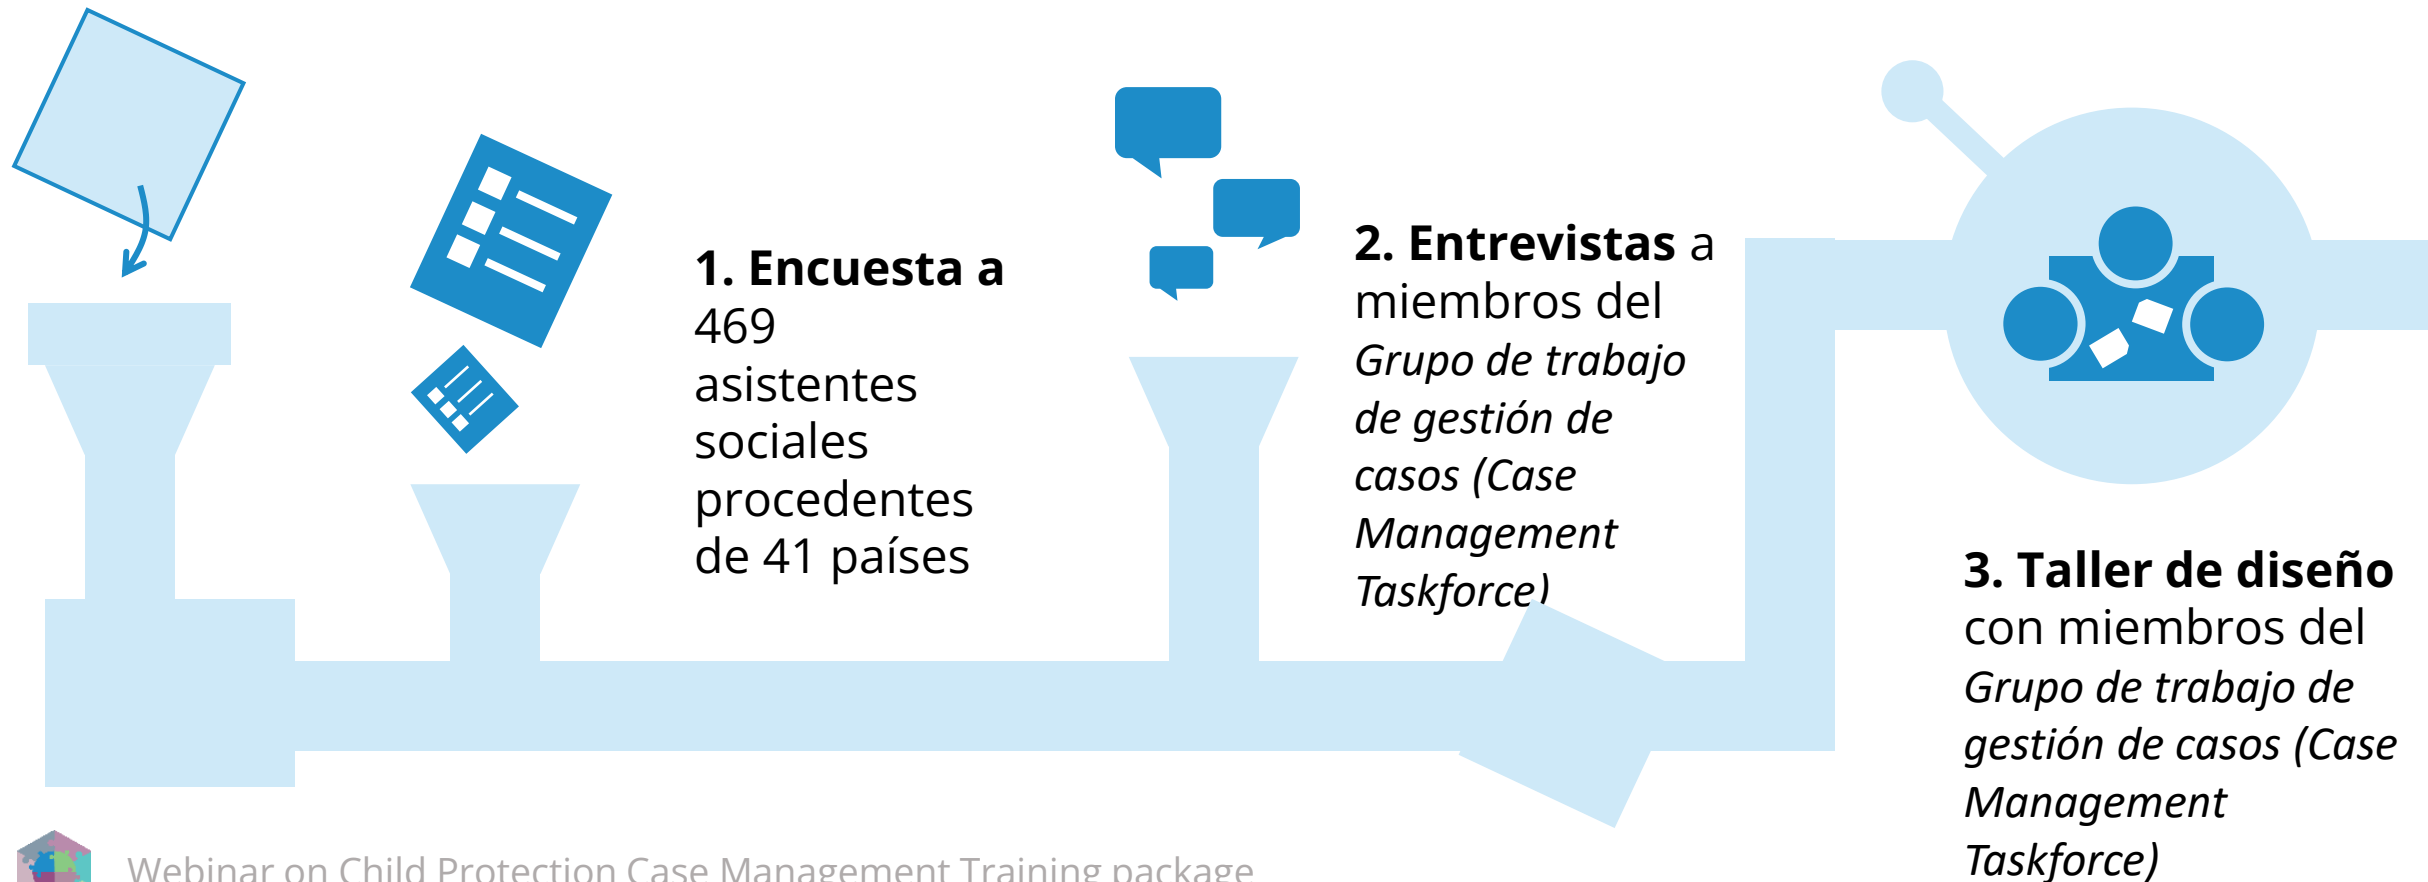 1. Encuesta a
469
asistentes
sociales
procedentes
de 41 países
2. Entrevistas a
miembros del
Grupo de trabajo
de gestión de
casos (Case
Management
Taskforce)
3. Taller de diseño
con miembros del
Grupo de trabajo de
gestión de casos (Case
Management
Taskforce)
Webinar on Child Protection Case Management Training package